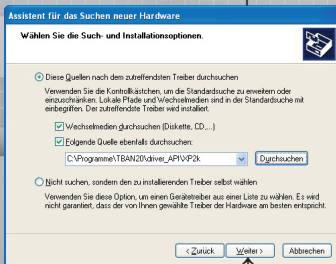 Assistent für das Suchen neuer Hardware
Wählen Sie die Such- und Installationsoptionen.
Diese Quellen nach dem zutreffendsten Treiber durchsuchen
Verwenden Sie die Kontrollkästchen, um die Standardsuche zu erweitern oder
einzuschränken. Lokale Pfade und Wechselmedien sind in der Standardsuche mit
einbegriffen. Der zutreffendste Treiber wird installiert.
Wechselmedien durchsuchen (Diskette, CD,...)
Folgende Quelle ebenfalls durchsuchen:
C:\Programme\TBAN20\driver_API\XP2k
Durchsuchen
Nicht suchen, sondern den zu installierenden Treiber selbst wählen
Verwenden Sie diese Option, um einen Gerätetreiber aus einer Liste zu wählen. Es wird
nicht garantiert, dass der von Ihnen gewählte Treiber der Hardware am besten entspricht.
< Zurück
Weiter >
Abbrechen